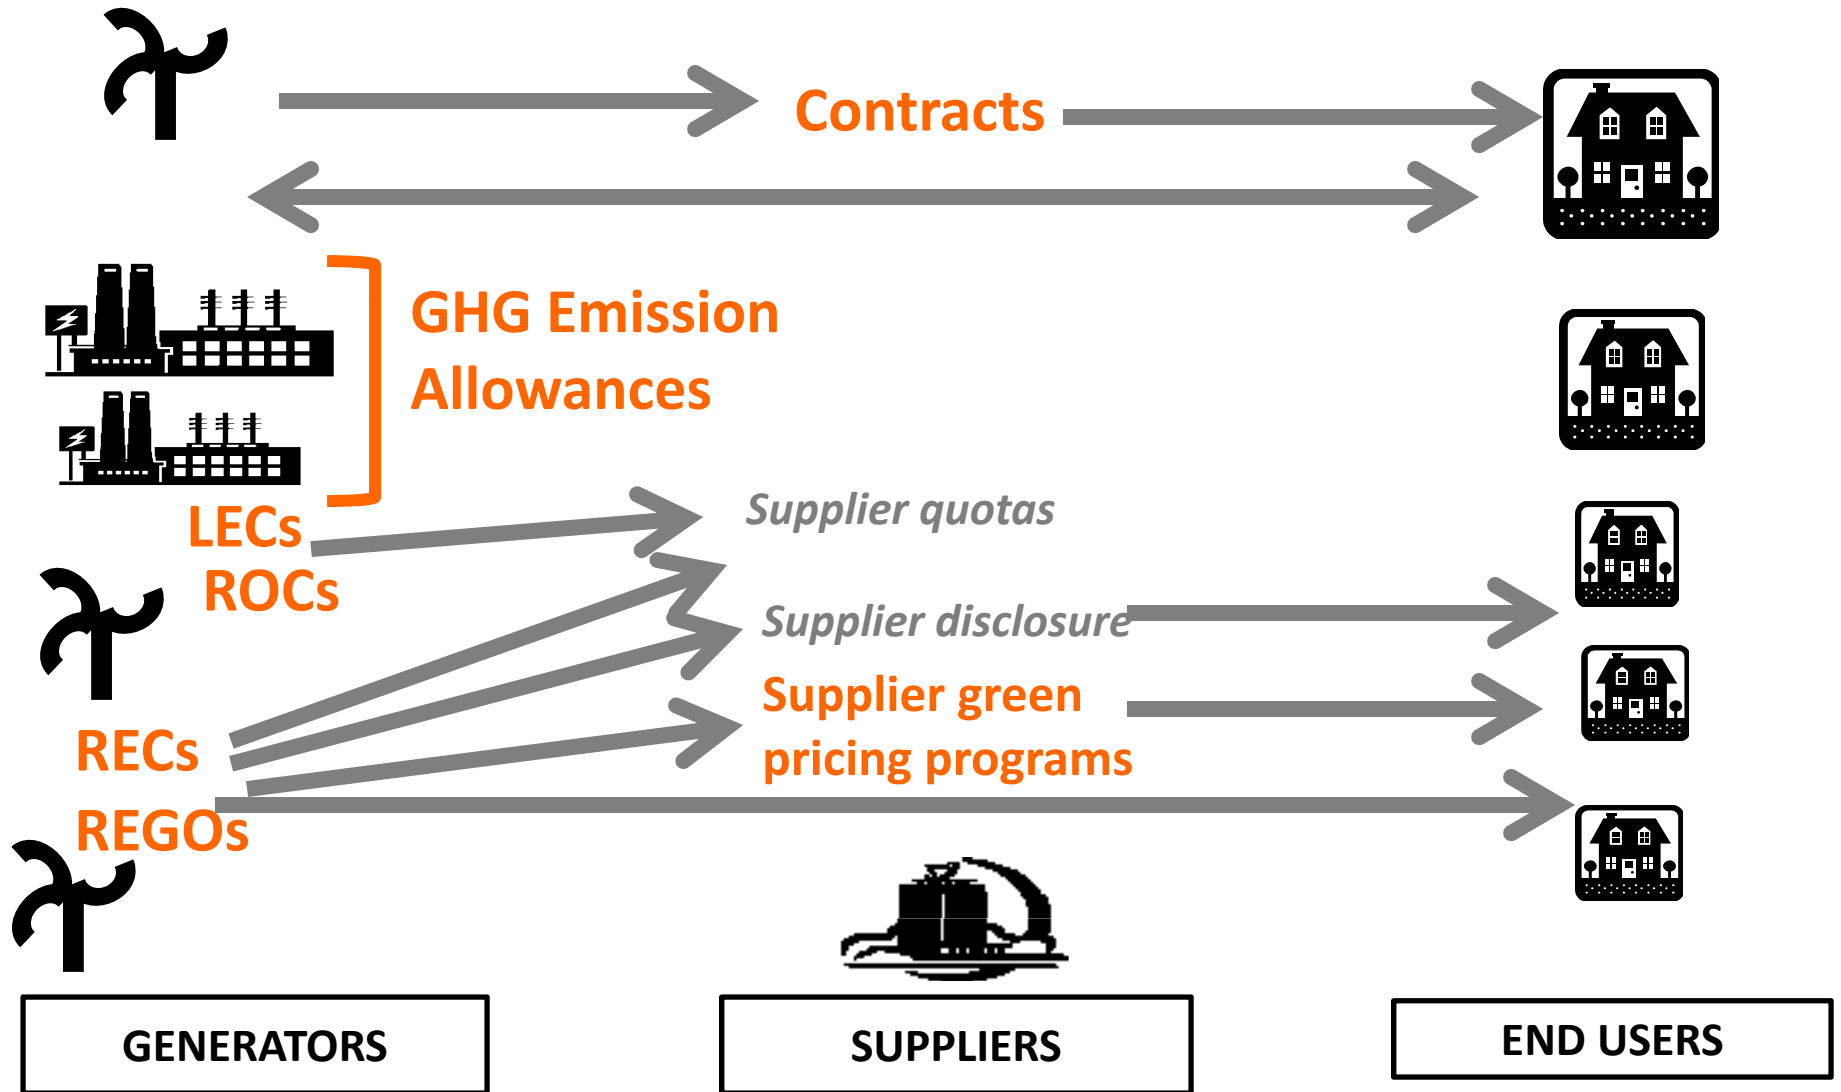 Contracts
GHG Emission
Allowances
LECs
ROCs
Supplier quotas
Supplier disclosure
Supplier green
pricing programs
RECs
REGOs
GENERATORS
SUPPLIERS
END USERS